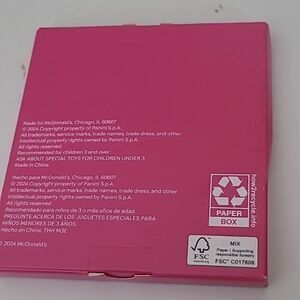 Made for McDonald's, Chicago, IL 60607
© 2024 Copyright property of Panini S.p.A.
All trademarks, service marks, trade names, trade dress, and other
intellectual property rights owned by Panini S.p.A.
All rights reserved.
Recommended for children 3 and over.
ASK ABOUT SPECIAL TOYS FOR CHILDREN UNDER 3.
Made in China.
Hecho para McDonald's, Chicago, IL 60607
© 2024 Copyright property of Panini S.p.A.
All trademarks, service marks, trade names, trade dress, and other
intellectual property rights owned by Panini S.p.A.
All rights reserved.
Recomendado para niños de 3 o más años de edad.
PREGUNTE ACERCA DE LOS JUGUETES ESPECIALES PARA
NIÑOS MENORES DE 3 AÑOS.
Hecho en China. THH M3E
© 2024 McDonald's
PAPER
BOX
how2recycle.info
FSC
MIX
Paper | Supporting
responsible forestry
FSC™ C017606